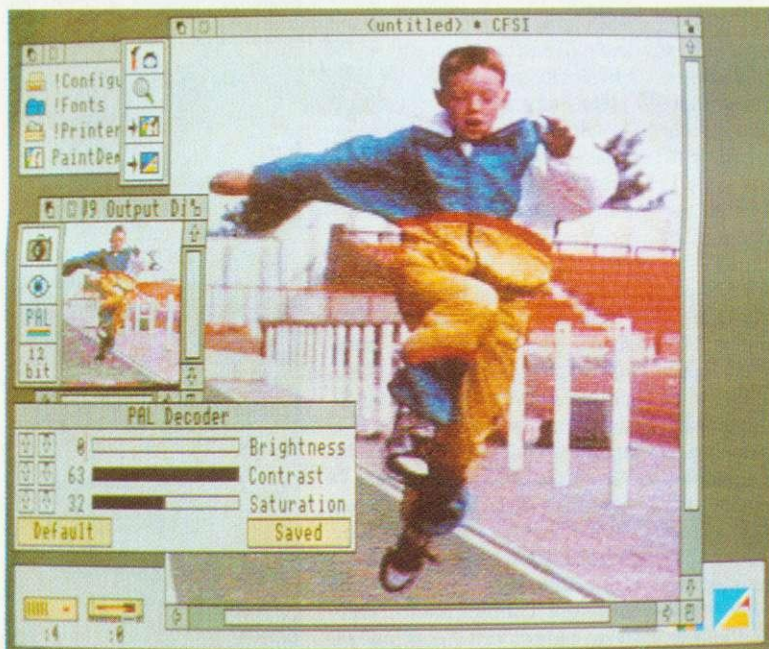 <untitled> * CFSI
!Configu
!Fonts
!Printer
PaintDem
Output Di
PAL
12
bit
PAL Decoder
0 Brightness
63 Contrast
32 Saturation
Default Saved
:4 :0